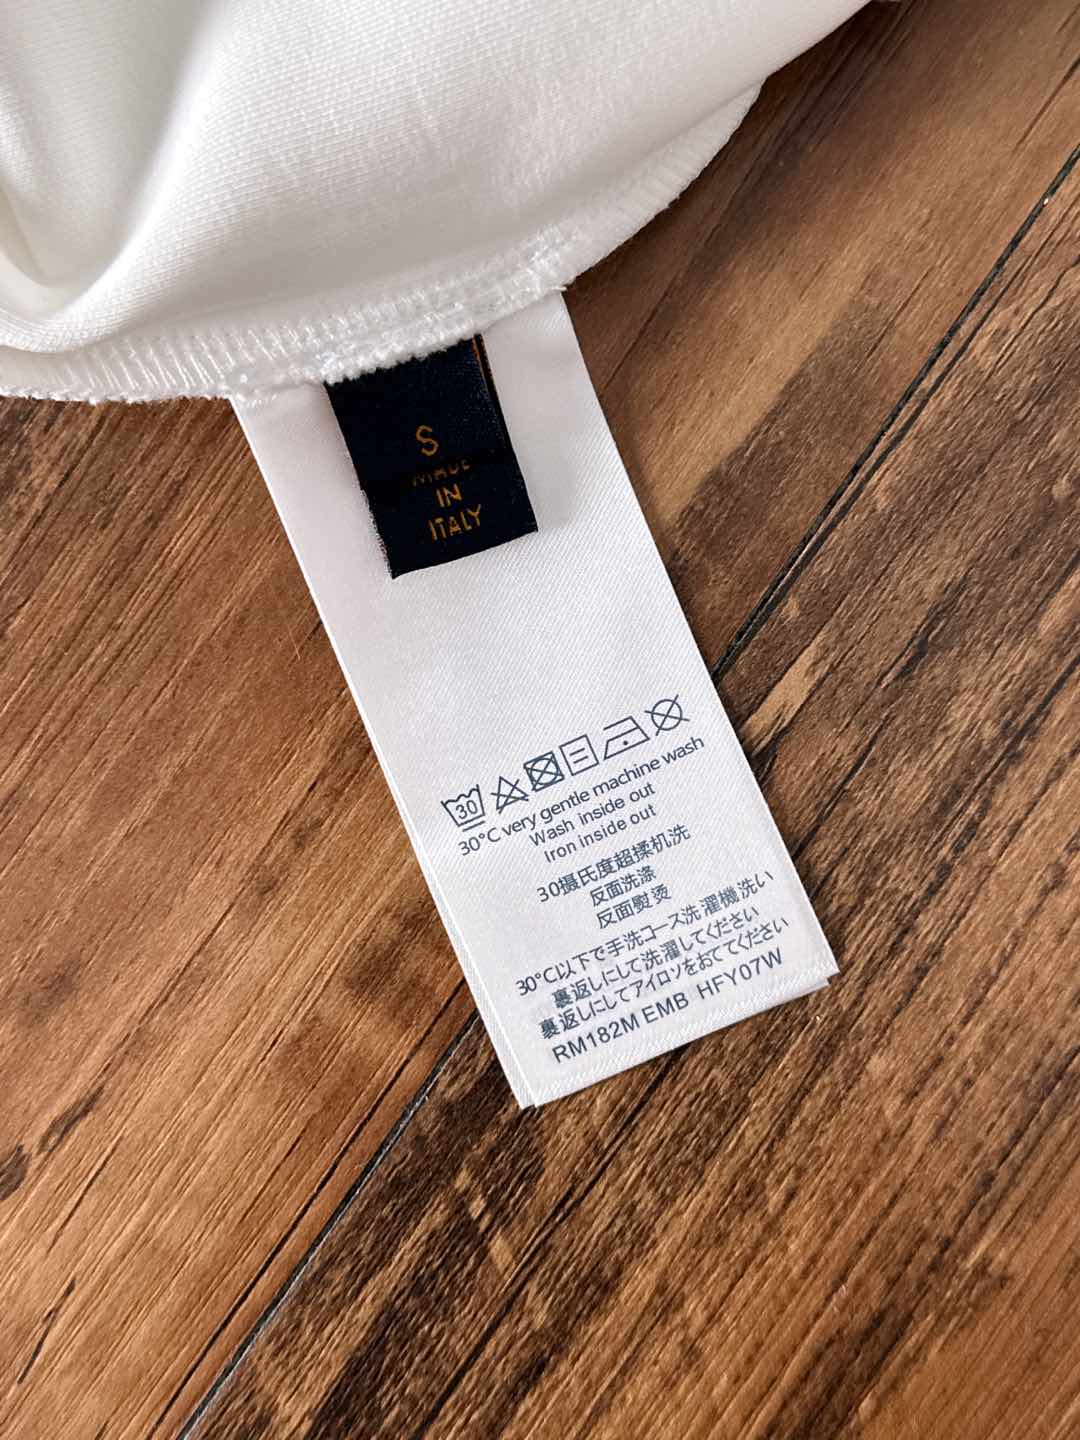 S
MADE
IN
ITALY
30
30°C very gentle machine wash
Wash inside out
Iron inside out
30摄氏度超揉机洗
反面洗涤
反面熨烫
30°C以下で手洗コース洗濯機洗い
裏返しにして洗濯してください
裏返しにしてアイロソをおててください
RM182M EMB HFY07W